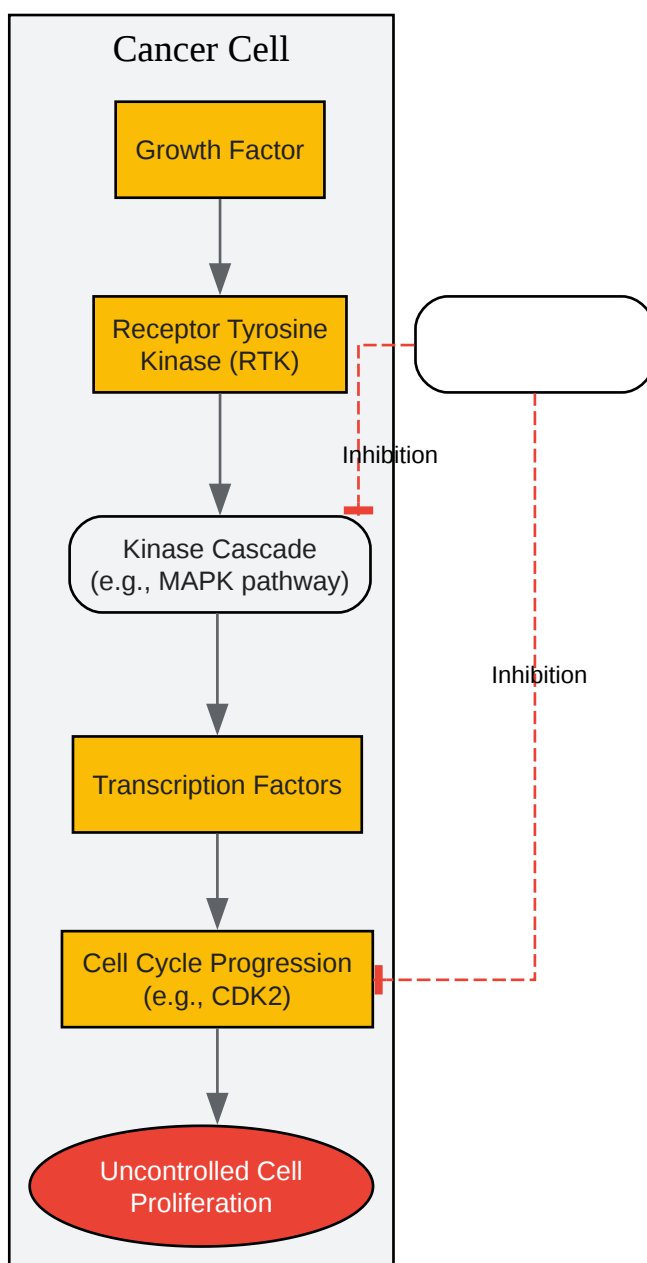 Cancer Cell
Growth Factor
Receptor Tyrosine
Kinase (RTK)
Inhibition
Kinase Cascade
(e.g., MAPK pathway)
Inhibition
Transcription Factors
Cell Cycle Progression
(e.g., CDK2)
Uncontrolled Cell
Proliferation